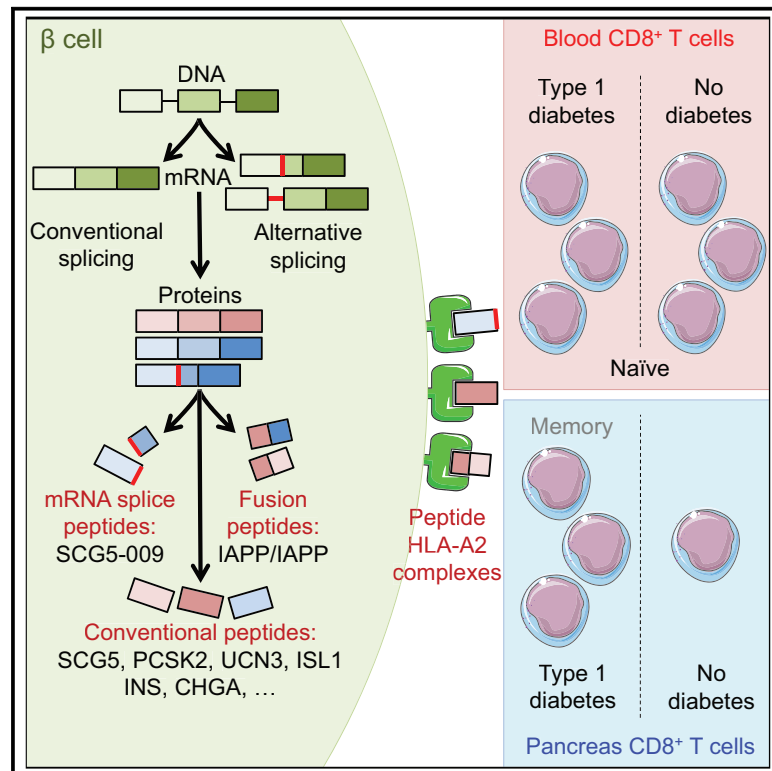 β cell
DNA
mRNA
Conventional
splicing
Alternative
splicing
Proteins
mRNA splice
peptides:
SCG5-009
Fusion
peptides:
IAPP/IAPP
Conventional peptides:
SCG5, PCSK2, UCN3, ISL1
INS, CHGA, ...
Peptide
HLA-A2
complexes
Blood CD8⁺ T cells
Type 1
diabetes
No
diabetes
Naïve
Memory
Type 1
diabetes
No
diabetes
Pancreas CD8⁺ T cells